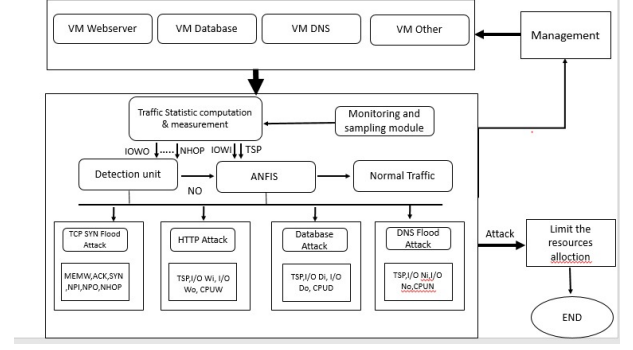 VM Webserver
VM Database
VM DNS
VM Other
Management
Traffic Statistic computation
& measurement
Monitoring and
sampling module
IOWO
.....
NHOP
IOWI
TSP
Detection unit
NO
ANFIS
Normal Traffic
TCP SYN Flood
Attack
HTTP Attack
Database
Attack
DNS Flood
Attack
MEMW,ACK,SYN
,NPI,NPO,NHOP
TSP,I/O Wi, I/O
Wo, CPUW
TSP,I/O Di, I/O
Do, CPUD
TSP,I/O Ni,I/O
No,CPUN
Attack
Limit the
resources
alloction
END